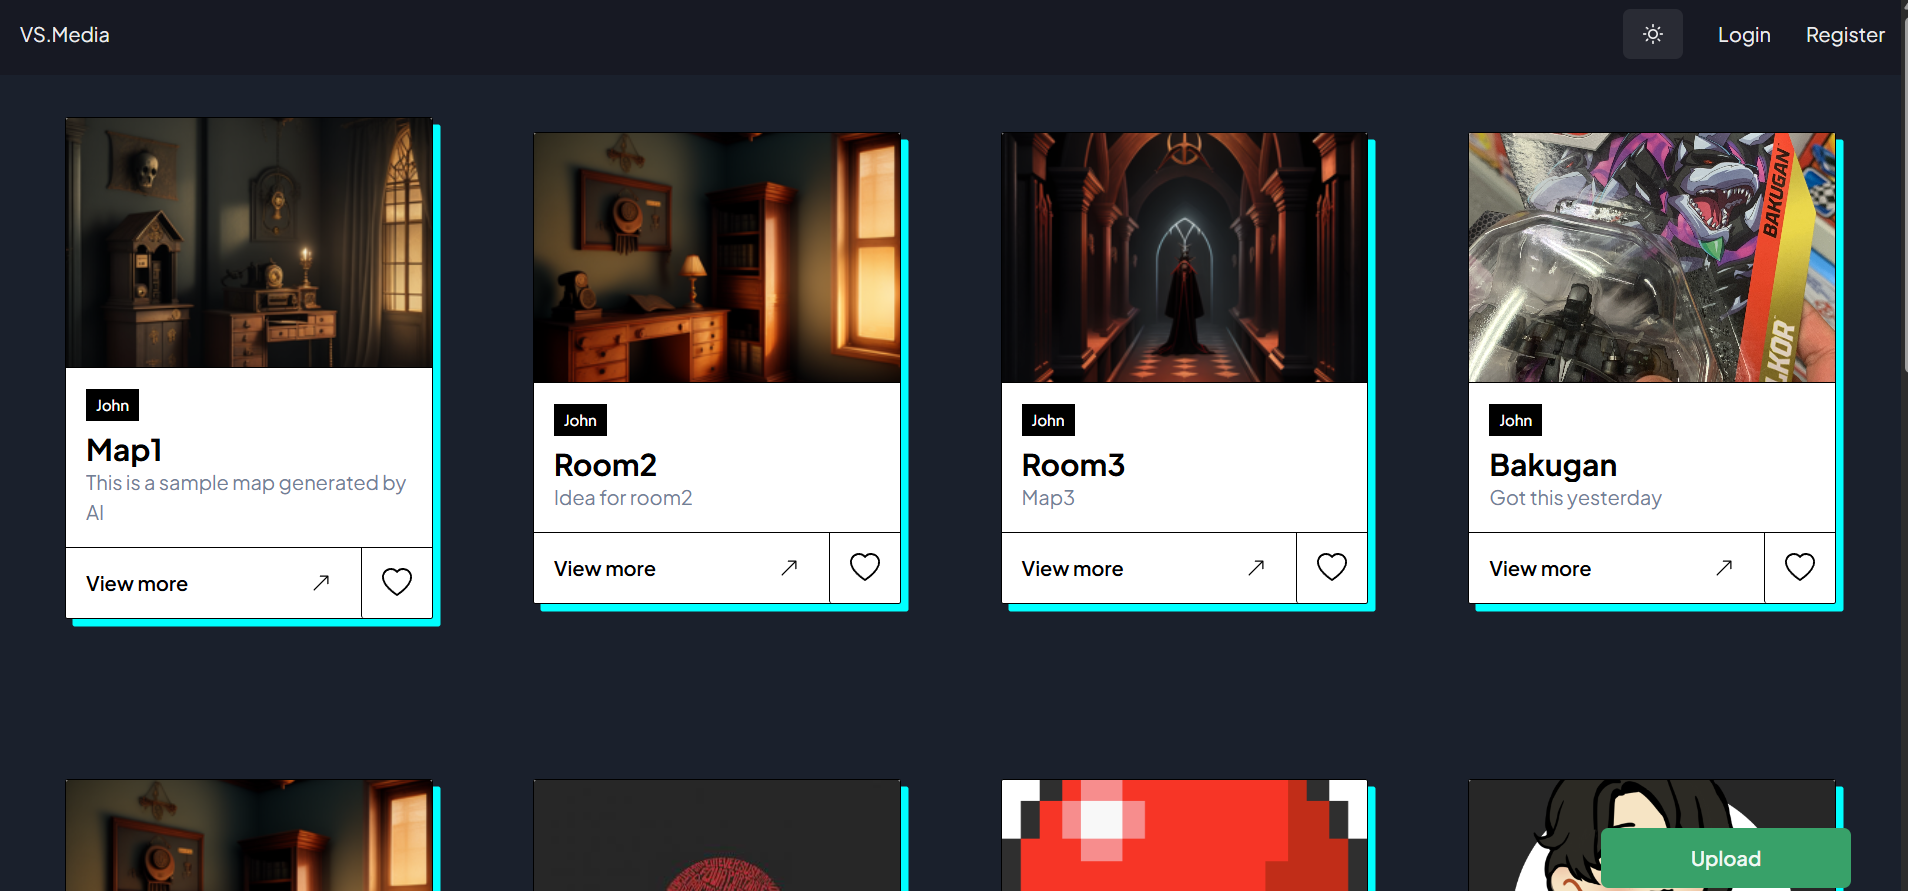 VS.Media
Login
Register
John
Map1
This is a sample map generated by
AI
View more
John
Room2
Idea for room2
View more
John
Room3
Map3
View more
BAKUGAN
LKOR
John
Bakugan
Got this yesterday
View more
Upload